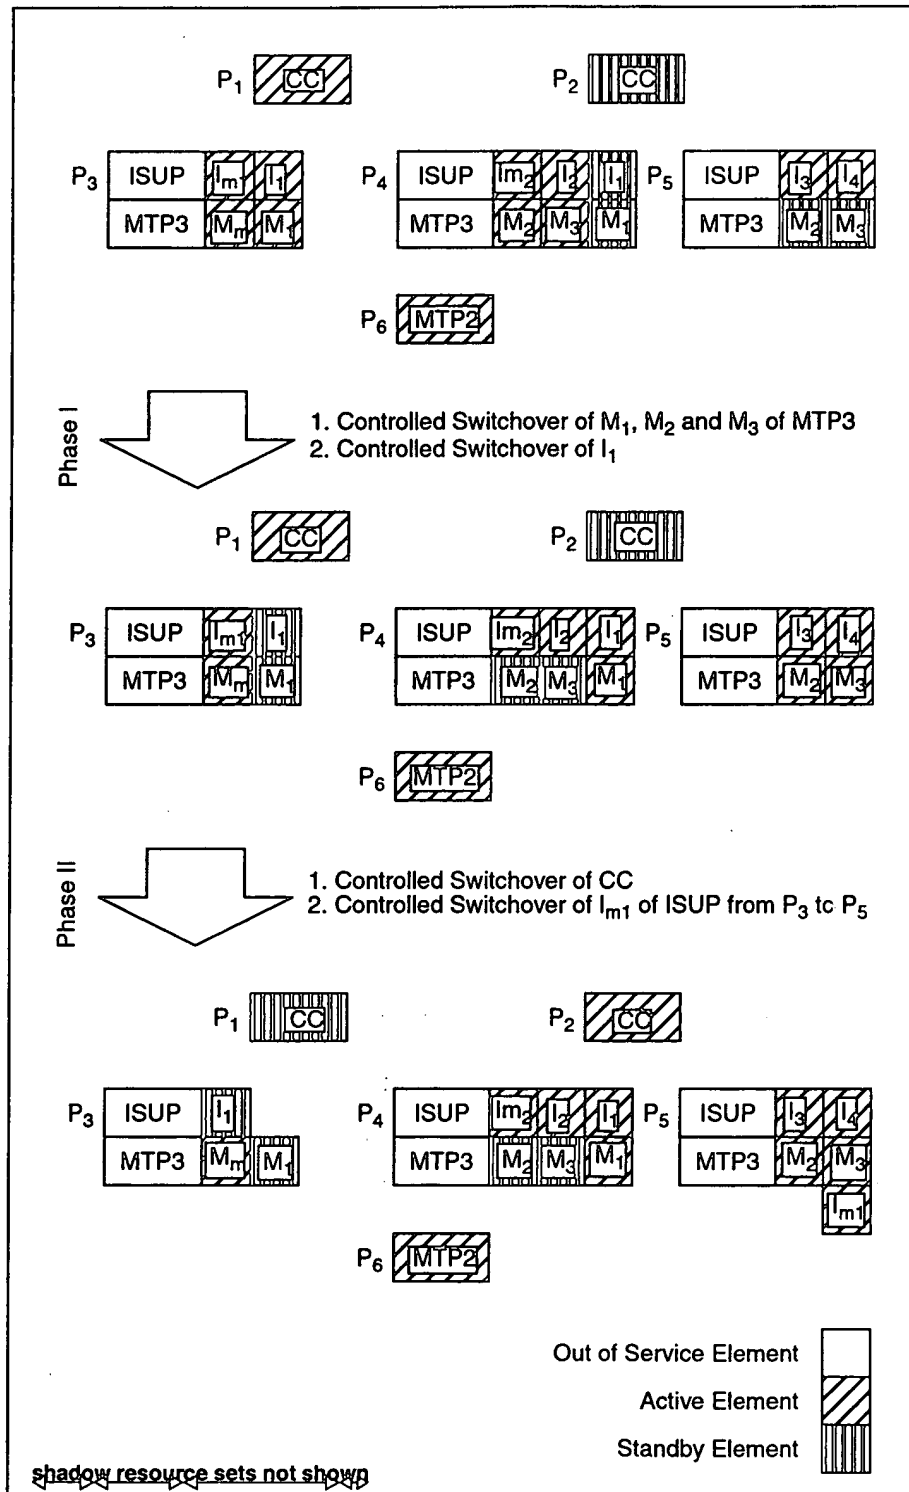 P1 CC P2 CC
P3 ISUP Im1 I1 P4 ISUP Im2 I2 I1 P5 ISUP I3 I4
MTP3 Mm M1 MTP3 M2 M3 M1 MTP3 M2 M3
P6 MTP2
Phase I
1. Controlled Switchover of M1, M2 and M3 of MTP3
2. Controlled Switchover of I1
P1 CC P2 CC
P3 ISUP Im1 I1 P4 ISUP Im2 I2 I1 P5 ISUP I3 I4
MTP3 Mm M1 MTP3 M2 M3 M1 MTP3 M2 M3
P6 MTP2
Phase II
1. Controlled Switchover of CC
2. Controlled Switchover of Im1 of ISUP from P3 tc P5
P1 CC P2 CC
P3 ISUP I1 P4 ISUP Im2 I2 I1 P5 ISUP I3 I4
MTP3 Mm M1 MTP3 M2 M3 M1 MTP3 M2 M3
Im1
P6 MTP2
Out of Service Element
Active Element
Standby Element
shadow resource sets not shown